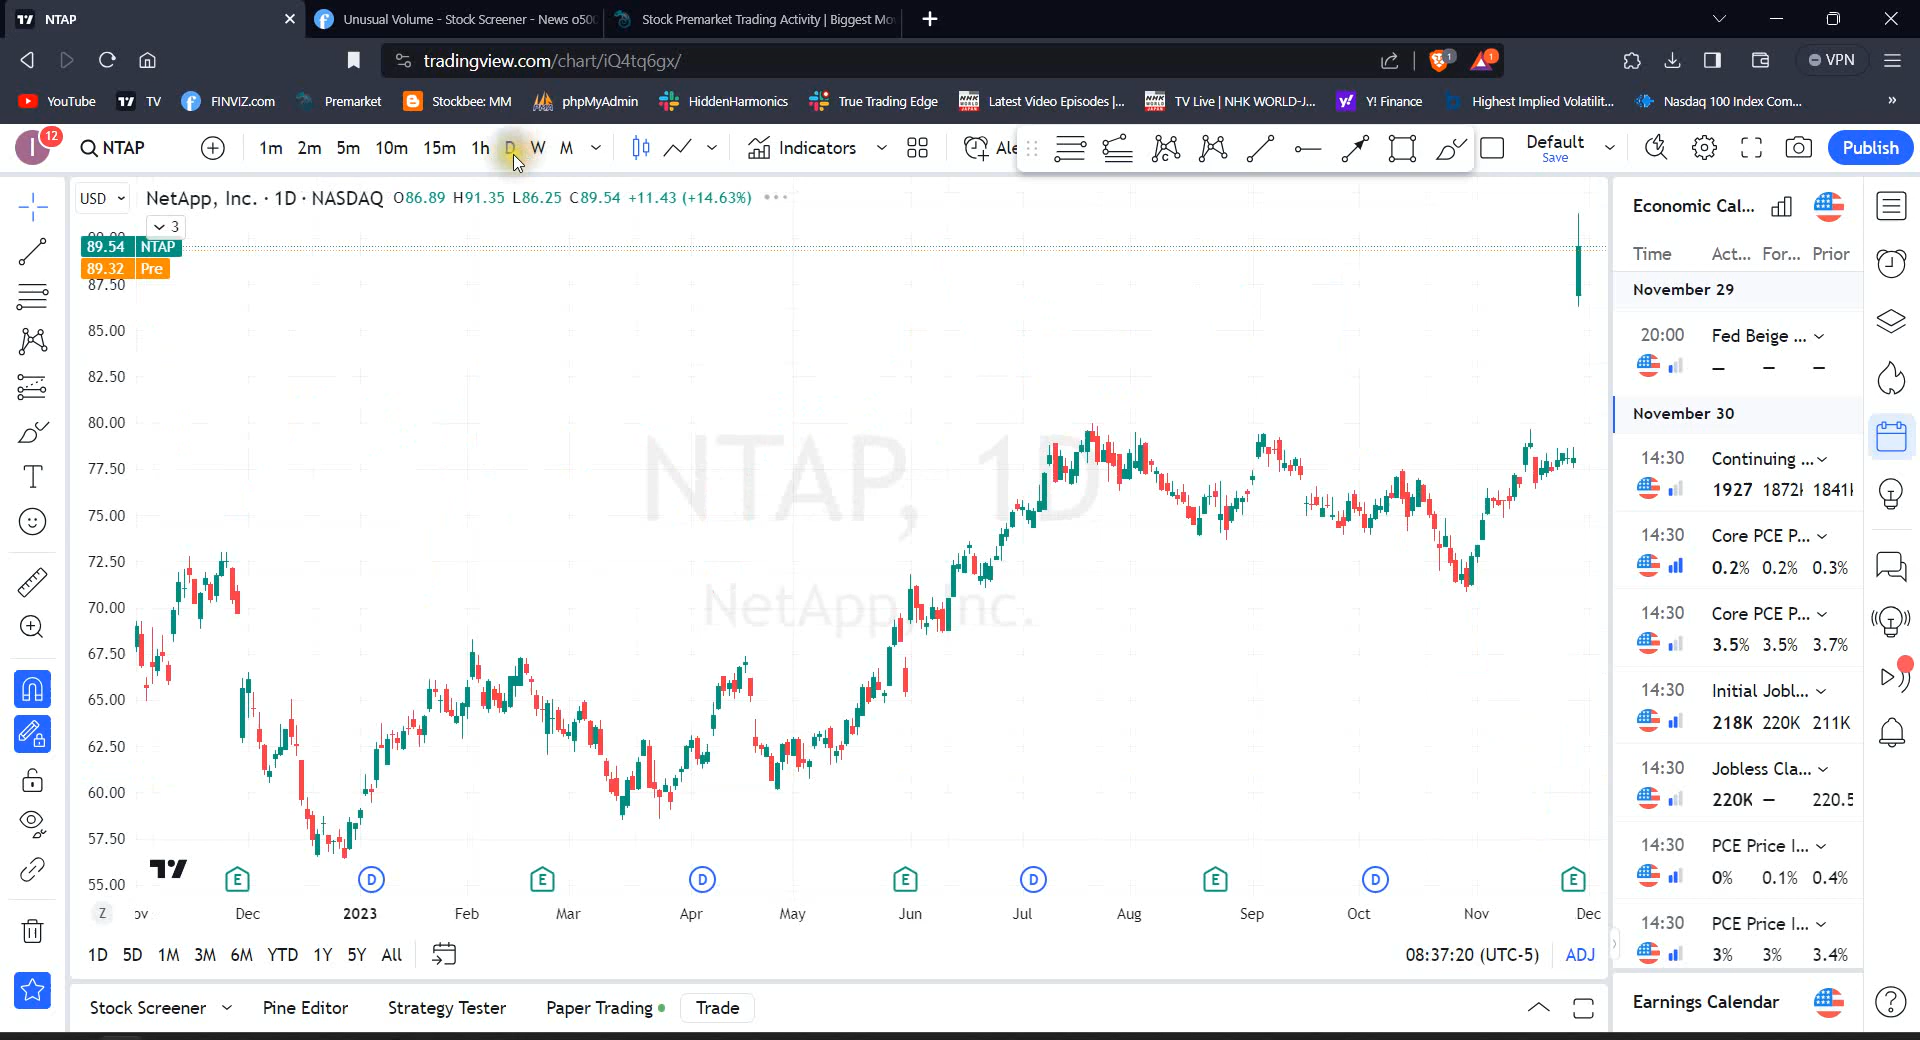 NTAP
Unusual Volume - Stock Screener - News o500
Stock Premarket Trading Activity | Biggest Mo
tradingview.com/chart/iQ4tq6gx/
1
1
VPN
YouTube
TV
FINVIZ.com
Premarket
Stockbee: MM
phpMyAdmin
HiddenHarmonics
True Trading Edge
Latest Video Episodes |...
TV Live | NHK WORLD-J...
Y! Finance
Highest Implied Volatilit...
Nasdaq 100 Index Com...
I
12
NTAP
1m 2m 5m 10m 15m 1h D W M
Indicators
Ale
Default
Save
Publish
USD
NetApp, Inc. · 1D · NASDAQ O86.89 H91.35 L86.25 C89.54 +11.43 (+14.63%)
3
89.54 NTAP
89.32 Pre
87.50
85.00
82.50
80.00
77.50
75.00
72.50
70.00
67.50
65.00
62.50
60.00
57.50
55.00
NTAP, 1D
NetApp, Inc.
E D E D E D E D E
Z
ov Dec 2023 Feb Mar Apr May Jun Jul Aug Sep Oct Nov Dec
1D 5D 1M 3M 6M YTD 1Y 5Y All
08:37:20 (UTC-5) ADJ
Stock Screener
Pine Editor
Strategy Tester
Paper Trading
Trade
Economic Cal...
Time Act... For... Prior
November 29
20:00 Fed Beige ...
— — —
November 30
14:30 Continuing ...
1927 1872 1841
14:30 Core PCE P...
0.2% 0.2% 0.3%
14:30 Core PCE P...
3.5% 3.5% 3.7%
14:30 Initial Jobl...
218K 220K 211K
14:30 Jobless Cla...
220K — 220.5
14:30 PCE Price I...
0% 0.1% 0.4%
14:30 PCE Price I...
3% 3% 3.4%
Earnings Calendar